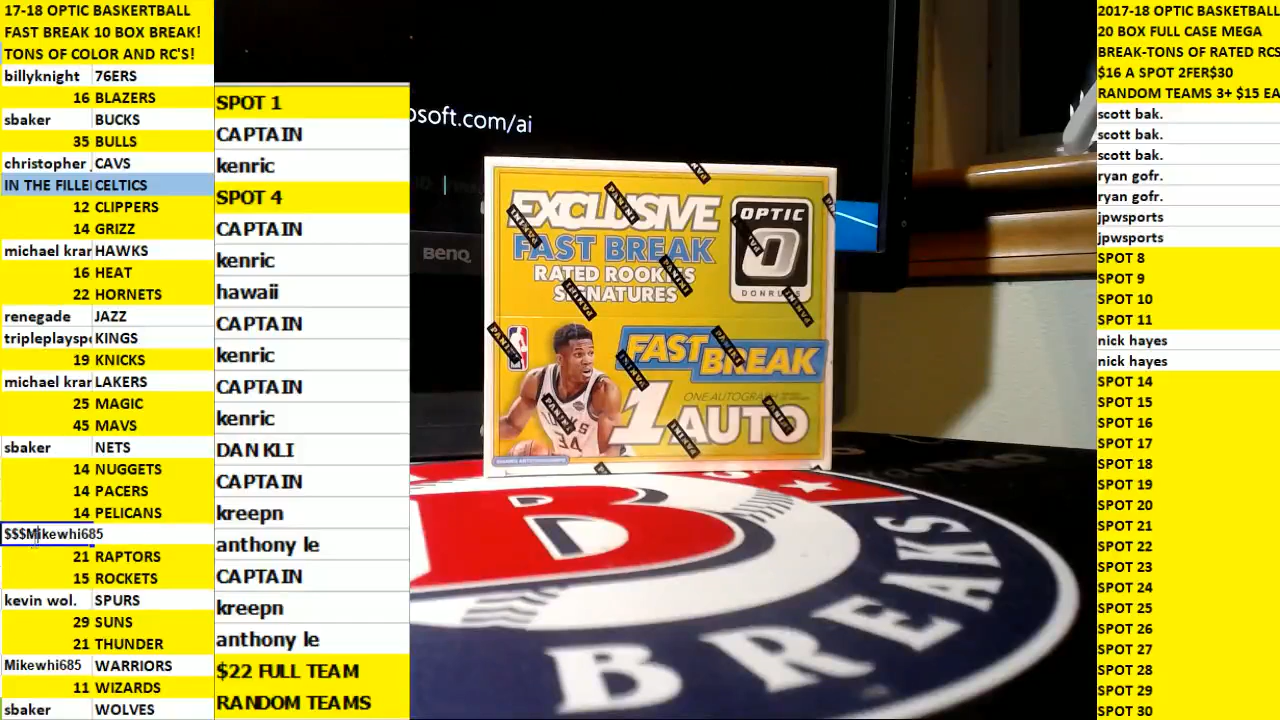 17-18 OPTIC BASKERTBALL
FAST BREAK 10 BOX BREAK!
TONS OF COLOR AND RC'S!
billyknight 76ERS
16 BLAZERS
sbaker BUCKS
35 BULLS
christopher CAVS
IN THE FILLE CELTICS
12 CLIPPERS
14 GRIZZ
michael krar HAWKS
16 HEAT
22 HORNETS
renegade JAZZ
tripleplayspo KINGS
19 KNICKS
michael krar LAKERS
25 MAGIC
45 MAVS
sbaker NETS
14 NUGGETS
14 PACERS
14 PELICANS
$$$Mikewhi685
21 RAPTORS
15 ROCKETS
kevin wol. SPURS
29 SUNS
21 THUNDER
Mikewhi685 WARRIORS
11 WIZARDS
sbaker WOLVES
SPOT 1
CAPTAIN
kenric
SPOT 4
CAPTAIN
kenric
hawaii
CAPTAIN
kenric
CAPTAIN
kenric
DAN KLI
CAPTAIN
kreepn
anthony le
CAPTAIN
kreepn
anthony le
$22 FULL TEAM
RANDOM TEAMS
osoft.com/ai
BENQ
EXCLUSIVE
FAST BREAK
RATED ROOKIES
SIGNATURES
OPTIC
DONRUSS
FAST BREAK
1 AUTO
ONE AUTOGRAPH
34
PANINI
B
BREAKS
2017-18 OPTIC BASKETBALL
20 BOX FULL CASE MEGA
BREAK-TONS OF RATED RCS
$16 A SPOT 2FER$30
RANDOM TEAMS 3+ $15 EA
scott bak.
scott bak.
scott bak.
ryan gofr.
ryan gofr.
jpwsports
jpwsports
SPOT 8
SPOT 9
SPOT 10
SPOT 11
nick hayes
nick hayes
SPOT 14
SPOT 15
SPOT 16
SPOT 17
SPOT 18
SPOT 19
SPOT 20
SPOT 21
SPOT 22
SPOT 23
SPOT 24
SPOT 25
SPOT 26
SPOT 27
SPOT 28
SPOT 29
SPOT 30